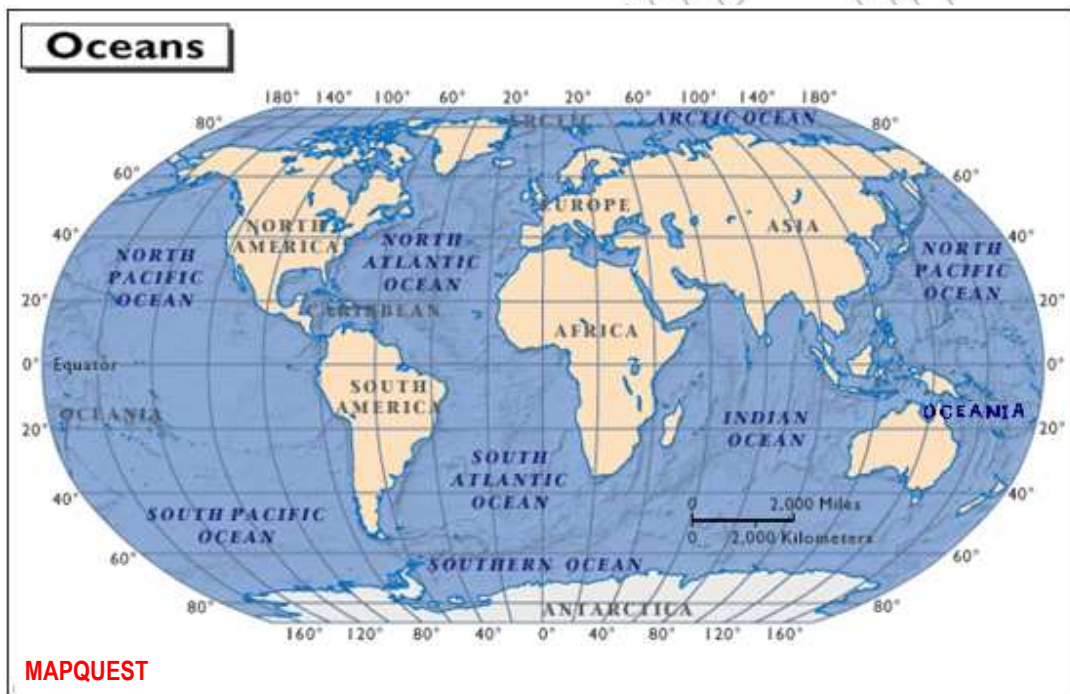 Oceans
180° 140° 100° 60° 20° 20° 60° 100° 140° 180°
80° ARCTIC ARCTIC OCEAN 80°
60° 60°
EUROPE
NORTH AMERICA
ASIA
40° 40°
NORTH PACIFIC OCEAN
NORTH ATLANTIC OCEAN
NORTH PACIFIC OCEAN
20° CARIBBEAN 20°
AFRICA
0° Equator 0°
SOUTH AMERICA
OCEANIA OCEANIA
INDIAN OCEAN
20° 20°
SOUTH ATLANTIC OCEAN
40° 40°
0 2,000 Miles
0 2,000 Kilometers
SOUTH PACIFIC OCEAN
60° SOUTHERN OCEAN 60°
80° ANTARCTICA 80°
160° 120° 80° 40° 0° 40° 80° 120° 160°
MAPQUEST